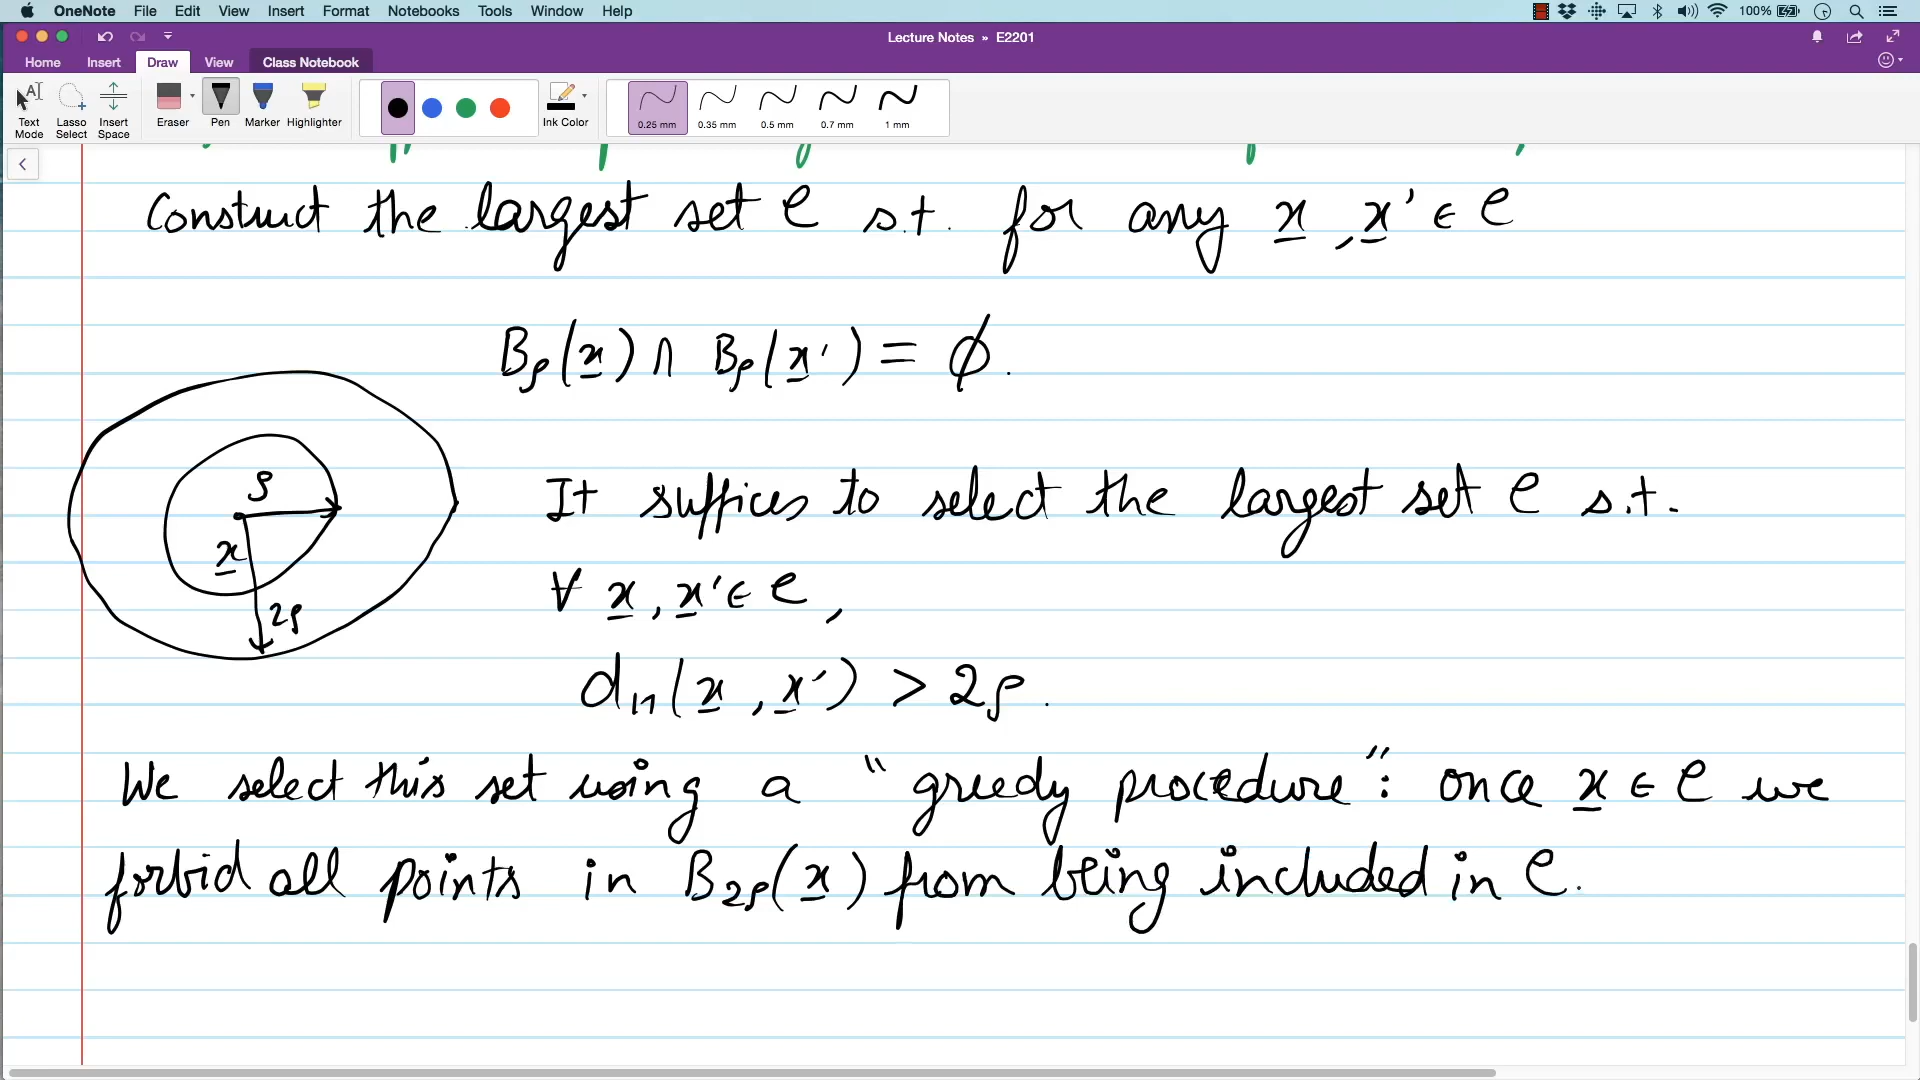 OneNote File Edit View Insert Format Notebooks Tools Window Help 100%
Lecture Notes » E2201
Home Insert Draw View Class Notebook
Text Mode Lasso Select Insert Space Eraser Pen Marker Highlighter Ink Color 0.25 mm 0.35 mm 0.5 mm 0.7 mm 1 mm
Construct the largest set C s.t. for any x, x' ∈ C
Bρ(x) ∩ Bρ(x') = ϕ.
ρ
x
2ρ
It suffices to select the largest set C s.t.
∀ x, x' ∈ C,
dH(x, x') > 2ρ.
We select this set using a "greedy procedure": once x ∈ C we
forbid all points in B2ρ(x) from being included in C.